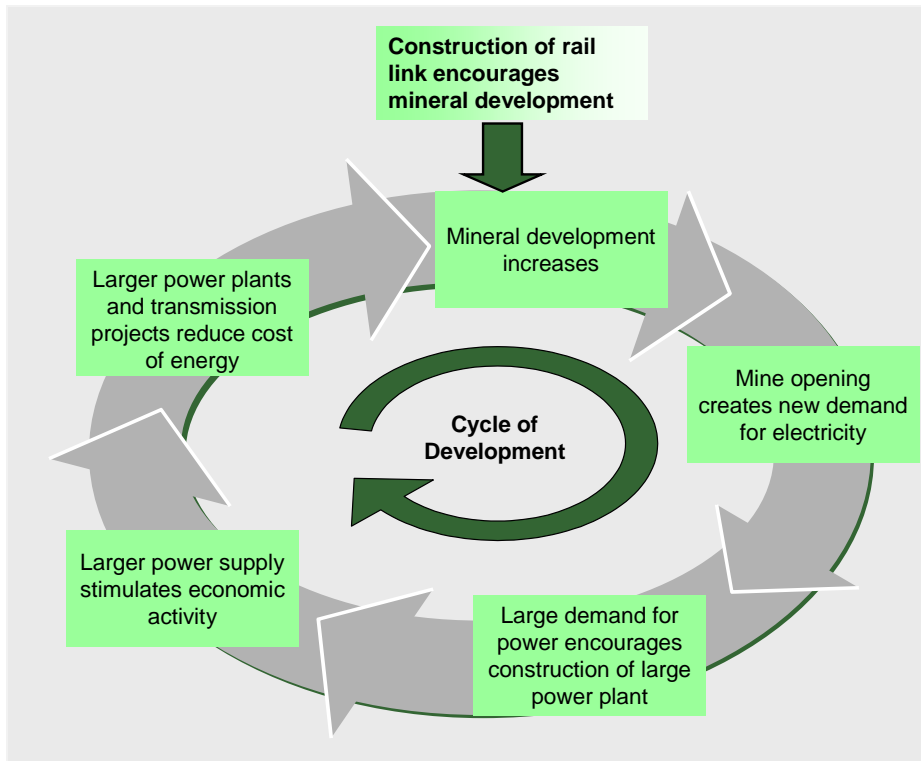 Construction of rail
link encourages
mineral development
Mineral development
increases
Mine opening
creates new demand
for electricity
Large demand for
power encourages
construction of large
power plant
Larger power supply
stimulates economic
activity
Larger power plants
and transmission
projects reduce cost
of energy
Cycle of
Development